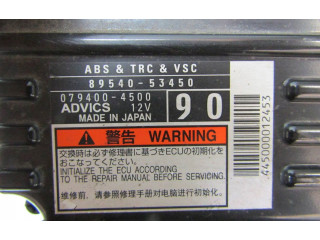 ABS & TRC & VSC
89540-53450
079400-4500
ADVICS 12V
MADE IN JAPAN
90
警告 WARNING
交換時は必ず修理書に基づきECUの初期化を
おこなってください。
INITIALIZE THE ECU ACCORDING
TO THE REPAIR MANUAL BEFORE SERVICING.
维修前，请参照修理手册对电脑进行初始化。
445000012453